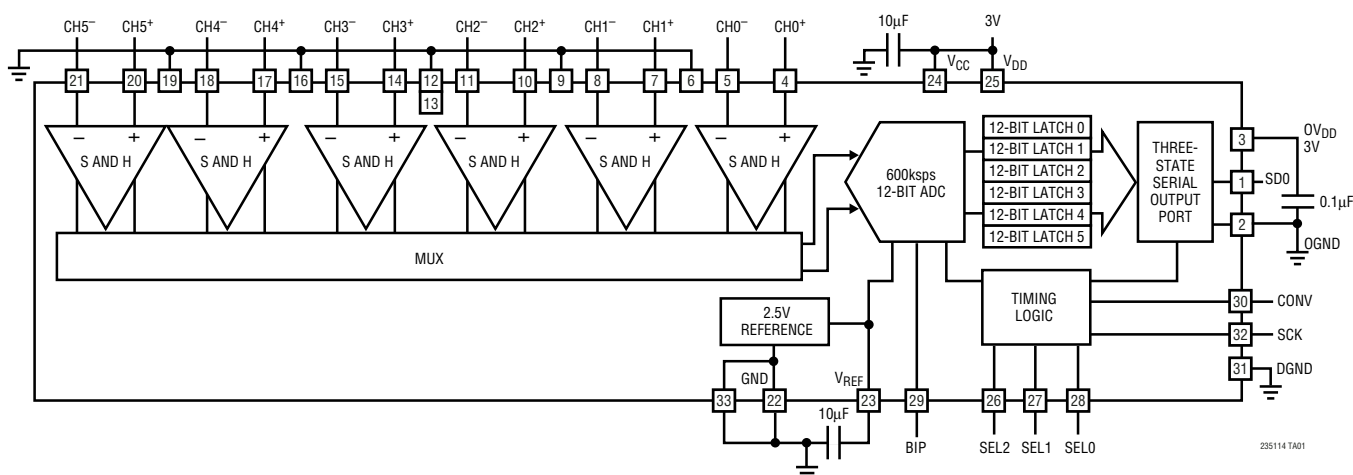 CH5– CH5+ CH4– CH4+ CH3– CH3+ CH2– CH2+ CH1– CH1+ CH0– CH0+
10μF 3V
VCC VDD
21 20 19 18 17 16 15 14 12 11 10 9 8 7 6 5 4 24 25
13
– + – + – + – + – + – +
S AND H S AND H S AND H S AND H S AND H S AND H
MUX
600ksps
12-BIT ADC
12-BIT LATCH 0
12-BIT LATCH 1
12-BIT LATCH 2
12-BIT LATCH 3
12-BIT LATCH 4
12-BIT LATCH 5
THREE-
STATE
SERIAL
OUTPUT
PORT
3 OVDD
3V
1 SD0
0.1μF
2
OGND
2.5V
REFERENCE
TIMING
LOGIC
30 CONV
32 SCK
31 DGND
GND VREF
33 22 23 29 26 27 28
10μF
BIP SEL2 SEL1 SEL0
235114 TA01